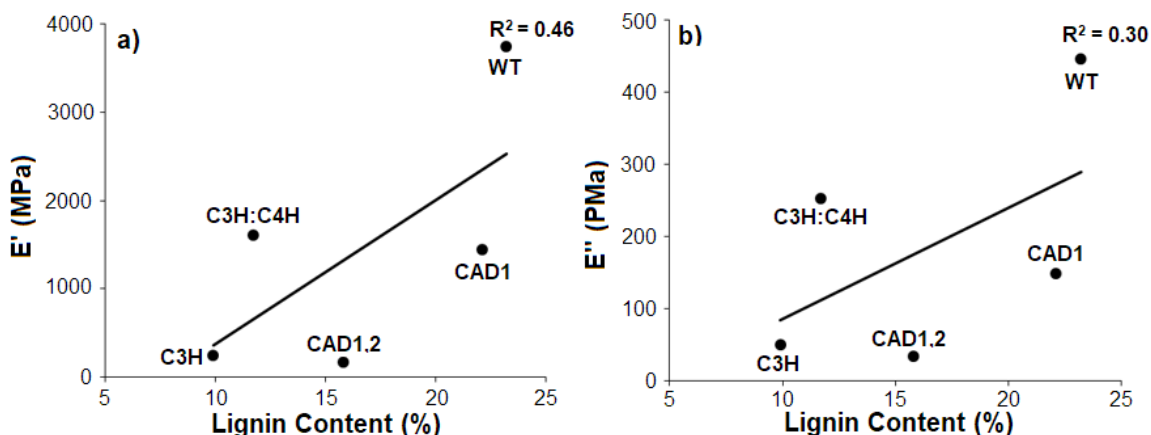 a)
R² = 0.46
WT
C3H:C4H
CAD1
C3H
CAD1,2
4000
3000
2000
1000
0
5
10
15
20
25
E' (MPa)
Lignin Content (%)
b)
R² = 0.30
WT
C3H:C4H
CAD1
CAD1,2
C3H
500
400
300
200
100
0
5
10
15
20
25
E'' (PMa)
Lignin Content (%)